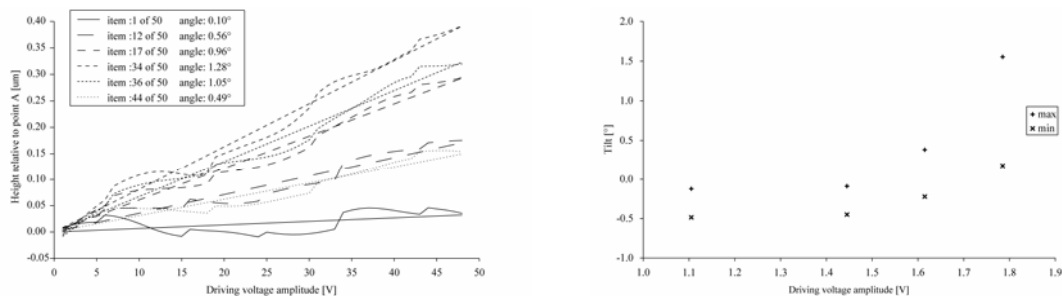 0.40
0.35
0.30
0.25
0.20
0.15
0.10
0.05
0.00
-0.05
Height relative to point A [um]
item :1 of 50 angle: 0.10°
item :12 of 50 angle: 0.56°
item :17 of 50 angle: 0.96°
item :34 of 50 angle: 1.28°
item :36 of 50 angle: 1.05°
item :44 of 50 angle: 0.49°
0 5 10 15 20 25 30 35 40 45 50
Driving voltage amplitude [V]
2.0
1.5
1.0
0.5
0.0
-0.5
-1.0
Tilt [°]
max
min
1.0 1.1 1.2 1.3 1.4 1.5 1.6 1.7 1.8 1.9
Driving voltage amplitude [V]